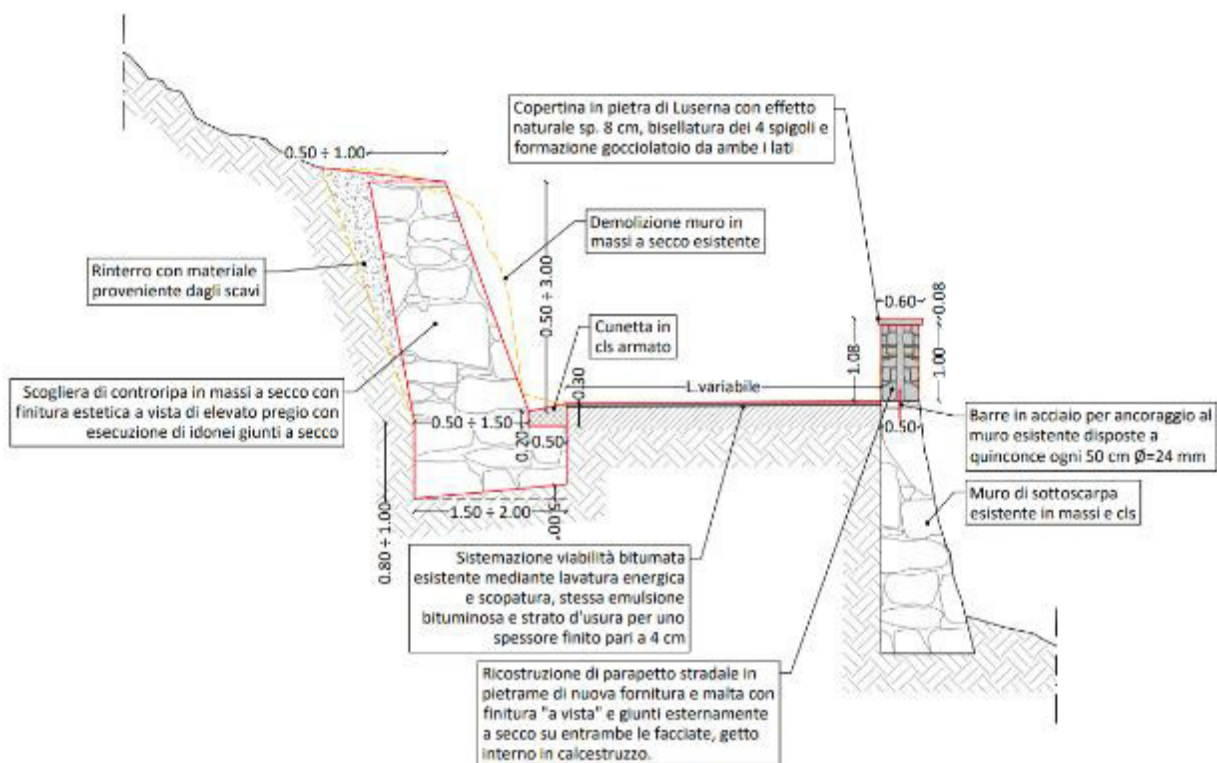 Copertina in pietra di Luserna con effetto
naturale sp. 8 cm, bisellatura dei 4 spigoli e
formazione gocciolatoio da ambe i lati
0.50 ÷ 1.00
Demolizione muro in
massi a secco esistente
Rinterro con materiale
proveniente dagli scavi
0.50 ÷ 3.00
0.60
0.08
Cunetta in
cls armato
1.08
1.00
Scogliera di controripa in massi a secco con
finitura estetica a vista di elevato pregio con
esecuzione di idonei giunti a secco
0.30
L.variabile
0.50 ÷ 1.50
0.20
0.50
0.50
Barre in acciaio per ancoraggio al
muro esistente disposte a
quinconce ogni 50 cm Ø=24 mm
Muro di sottoscarpa
esistente in massi e cls
0.80 ÷ 1.00
1.50 ÷ 2.00
5.00°
Sistemazione viabilità bitumata
esistente mediante lavatura energica
e scopatura, stessa emulsione
bituminosa e strato d'usura per uno
spessore finito pari a 4 cm
Ricostruzione di parapetto stradale in
pietrame di nuova fornitura e malta con
finitura "a vista" e giunti esternamente
a secco su entrambe le facciate, getto
interno in calcestruzzo.